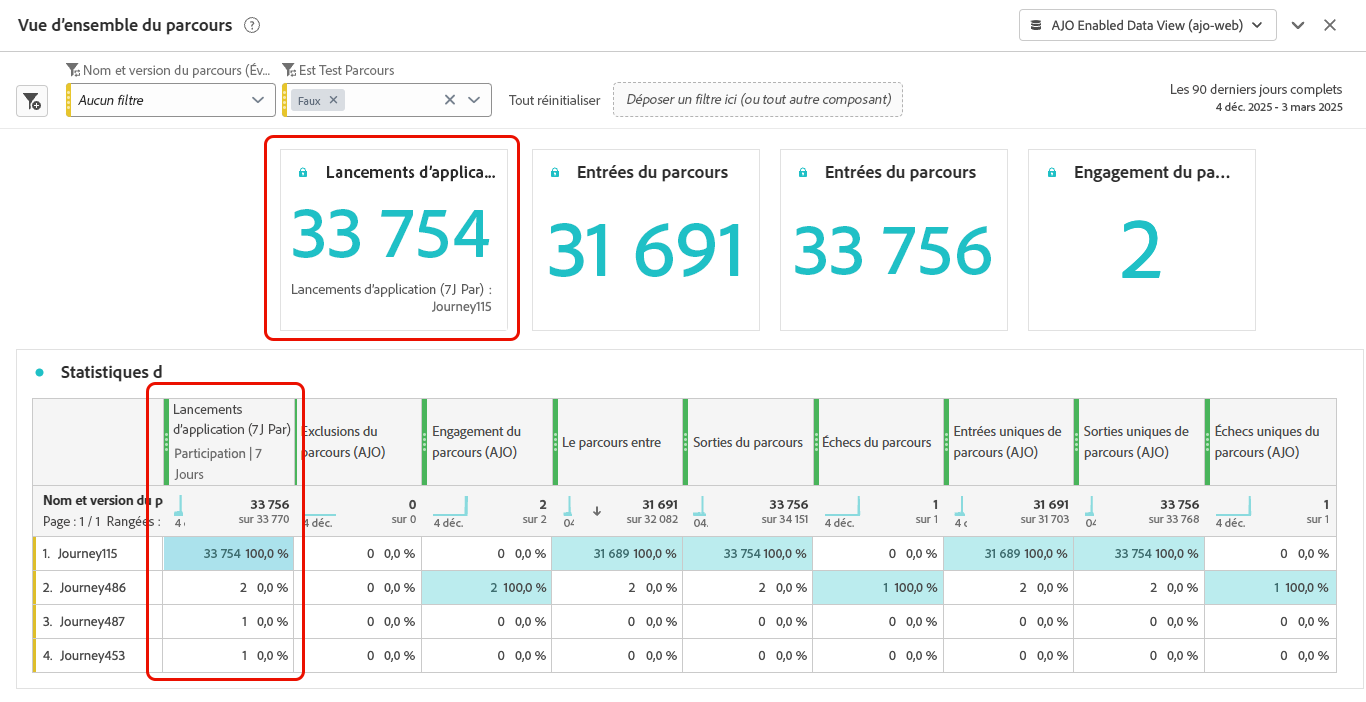 Vue d’ensemble du parcours
AJO Enabled Data View (ajo-web)
Nom et version du parcours (Év...
Est Test Parcours
Aucun filtre
Faux
Tout réinitialiser
Déposer un filtre ici (ou tout autre composant)
Les 90 derniers jours complets
4 déc. 2025 - 3 mars 2025
Lancements d’applica...
33 754
Lancements d’application (7J Par) :
Journey115
Entrées du parcours
31 691
Entrées du parcours
33 756
Engagement du pa...
2
Statistiques d
Lancements
d’application (7J Par)
Participation | 7
Jours
Exclusions du
parcours (AJO)
Engagement du
parcours (AJO)
Le parcours entre
Sorties du parcours
Échecs du parcours
Entrées uniques de
parcours (AJO)
Sorties uniques de
parcours (AJO)
Échecs uniques du
parcours (AJO)
Nom et version du p
Page : 1 / 1 Rangées :
4 33 756
sur 33 770
4 déc. 0
sur 0
4 déc. 2
sur 2
04 31 691
sur 32 082
04. 33 756
sur 34 151
4 déc. 1
sur 1
4 c 31 691
sur 31 703
04 33 756
sur 33 768
4 déc. 1
sur 1
1. Journey115 33 754 100,0 % 0 0,0 % 0 0,0 % 31 689 100,0 % 33 754 100,0 % 0 0,0 % 31 689 100,0 % 33 754 100,0 % 0 0,0 %
2. Journey486 2 0,0 % 0 0,0 % 2 100,0 % 2 0,0 % 2 0,0 % 1 100,0 % 2 0,0 % 2 0,0 % 1 100,0 %
3. Journey487 1 0,0 % 0 0,0 % 0 0,0 % 0 0,0 % 0 0,0 % 0 0,0 % 0 0,0 % 0 0,0 % 0 0,0 %
4. Journey453 1 0,0 % 0 0,0 % 0 0,0 % 0 0,0 % 0 0,0 % 0 0,0 % 0 0,0 % 0 0,0 % 0 0,0 %